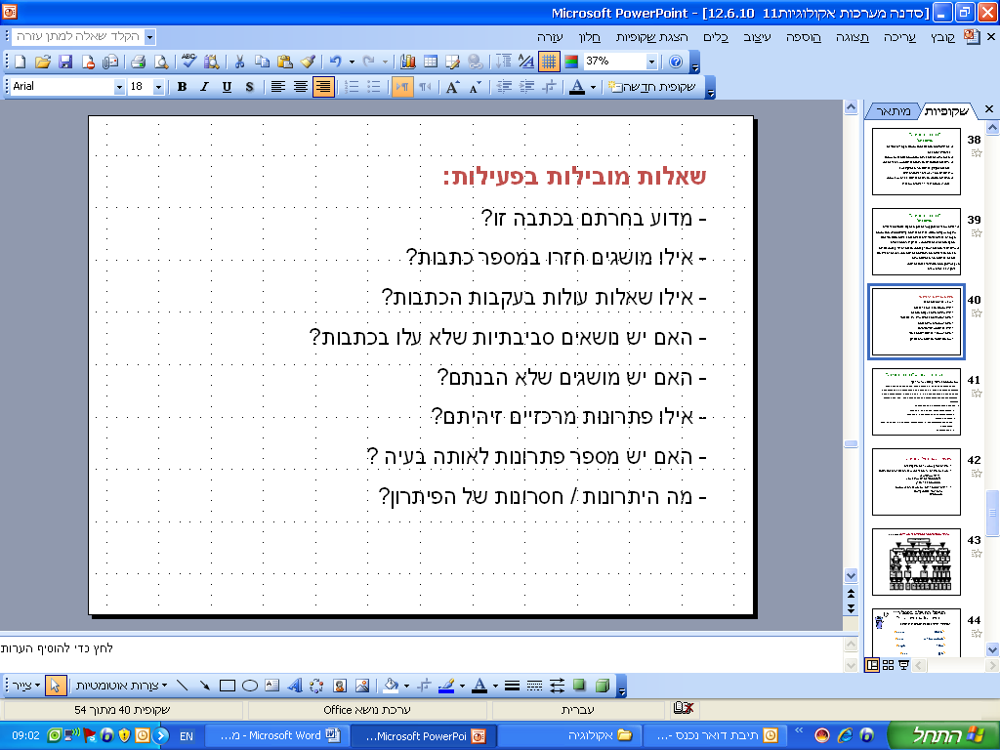 Microsoft PowerPoint - [12.6.10 סדנה מערכות אקולוגיות11]
קובץ עריכה תצוגה הוספה עיצוב כלים הצגת שקופיות חלון עזרה
הקלד שאלה למתן עזרה
37%
Arial 18 B I U S
שקופית חדשה
מיתאר שקופיות
שאלות מובילות בפעילות:
- מדוע בחרתם בכתבה זו?
- אילו מושגים חזרו במספר כתבות?
- אילו שאלות עולות בעקבות הכתבות?
- האם יש נושאים סביבתיות שלא עלו בכתבות?
- האם יש מושגים שלא הבנתם?
- אילו פתרונות מרכזיים זיהיתם?
- האם יש מספר פתרונות לאותה בעיה ?
- מה היתרונות / חסרונות של הפיתרון?
38
39
40
41
42
43
44
לחץ כדי להוסיף הערות
צייר צורות אוטומטיות
שקופית 40 מתוך 54
ערכת נושא Office
עברית
התחל
תיבת דואר נכנס -...
אקולוגיה
Microsoft PowerPoi...
מ... - Microsoft Word
EN
09:02